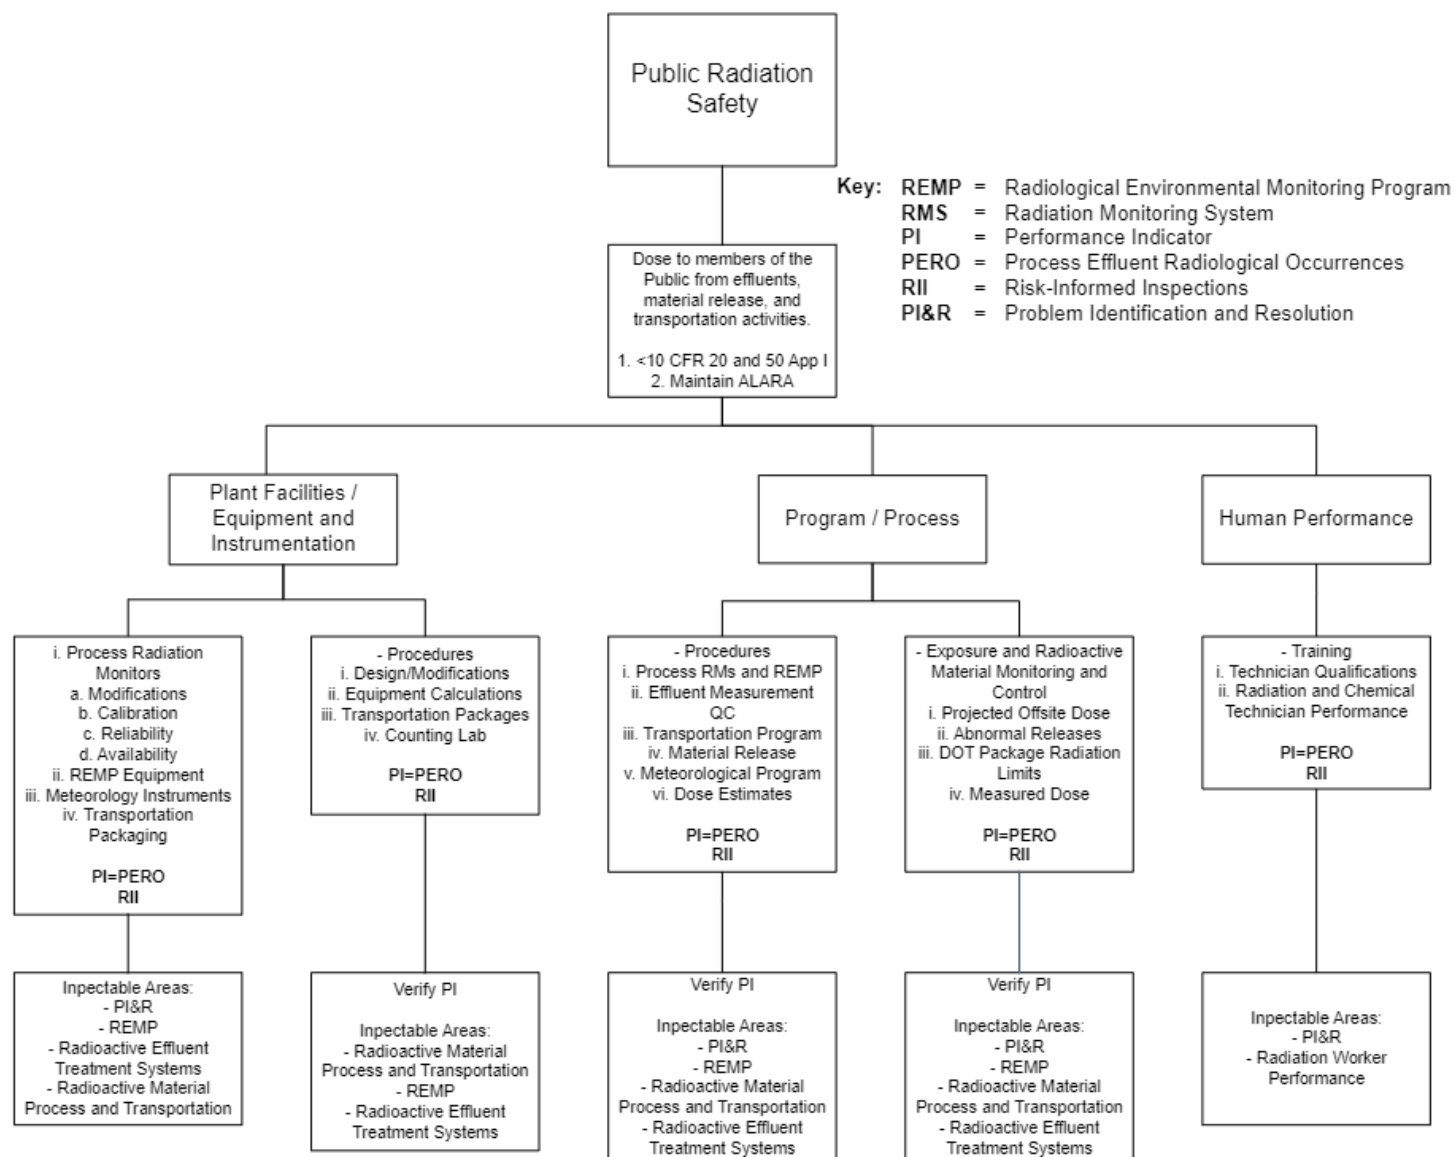 Public Radiation
Safety
Key: REMP = Radiological Environmental Monitoring Program
RMS = Radiation Monitoring System
PI = Performance Indicator
PERO = Process Effluent Radiological Occurrences
RII = Risk-Informed Inspections
PI&R = Problem Identification and Resolution
Dose to members of the
Public from effluents,
material release, and
transportation activities.
1. <10 CFR 20 and 50 App I
2. Maintain ALARA
Plant Facilities /
Equipment and
Instrumentation
Program / Process
Human Performance
i. Process Radiation
Monitors
a. Modifications
b. Calibration
c. Reliability
d. Availability
ii. REMP Equipment
iii. Meteorology Instruments
iv. Transportation
Packaging
PI=PERO
RII
- Procedures
i. Design/Modifications
ii. Equipment Calculations
iii. Transportation Packages
iv. Counting Lab
PI=PERO
RII
- Procedures
i. Process RMs and REMP
ii. Effluent Measurement
QC
iii. Transportation Program
iv. Material Release
v. Meteorological Program
vi. Dose Estimates
PI=PERO
RII
- Exposure and Radioactive
Material Monitoring and
Control
i. Projected Offsite Dose
ii. Abnormal Releases
iii. DOT Package Radiation
Limits
iv. Measured Dose
PI=PERO
RII
- Training
i. Technician Qualifications
ii. Radiation and Chemical
Technician Performance
PI=PERO
RII
Inpectable Areas:
- PI&R
- REMP
- Radioactive Effluent
Treatment Systems
- Radioactive Material
Process and Transportation
Verify PI
Inpectable Areas:
- Radioactive Material
Process and Transportation
- REMP
- Radioactive Effluent
Treatment Systems
Verify PI
Inpectable Areas:
- PI&R
- REMP
- Radioactive Material
Process and Transportation
- Radioactive Effluent
Treatment Systems
Verify PI
Inpectable Areas:
- PI&R
- REMP
- Radioactive Material
Process and Transportation
- Radioactive Effluent
Treatment Systems
Inpectable Areas:
- PI&R
- Radiation Worker
Performance